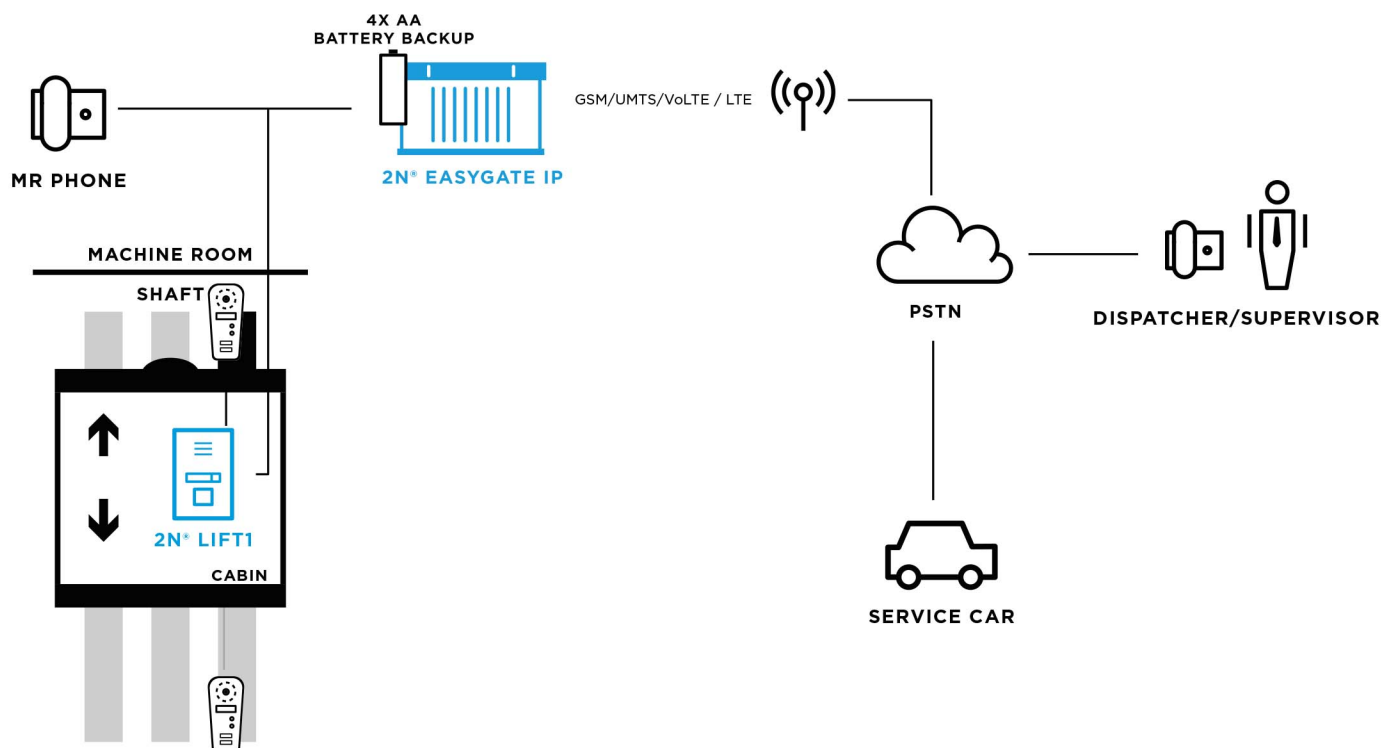 4X AA
BATTERY BACKUP
GSM/UMTS/VoLTE / LTE
MR PHONE
2N® EASYGATE IP
MACHINE ROOM
SHAFT
PSTN
DISPATCHER/SUPERVISOR
2N® LIFT1
CABIN
SERVICE CAR